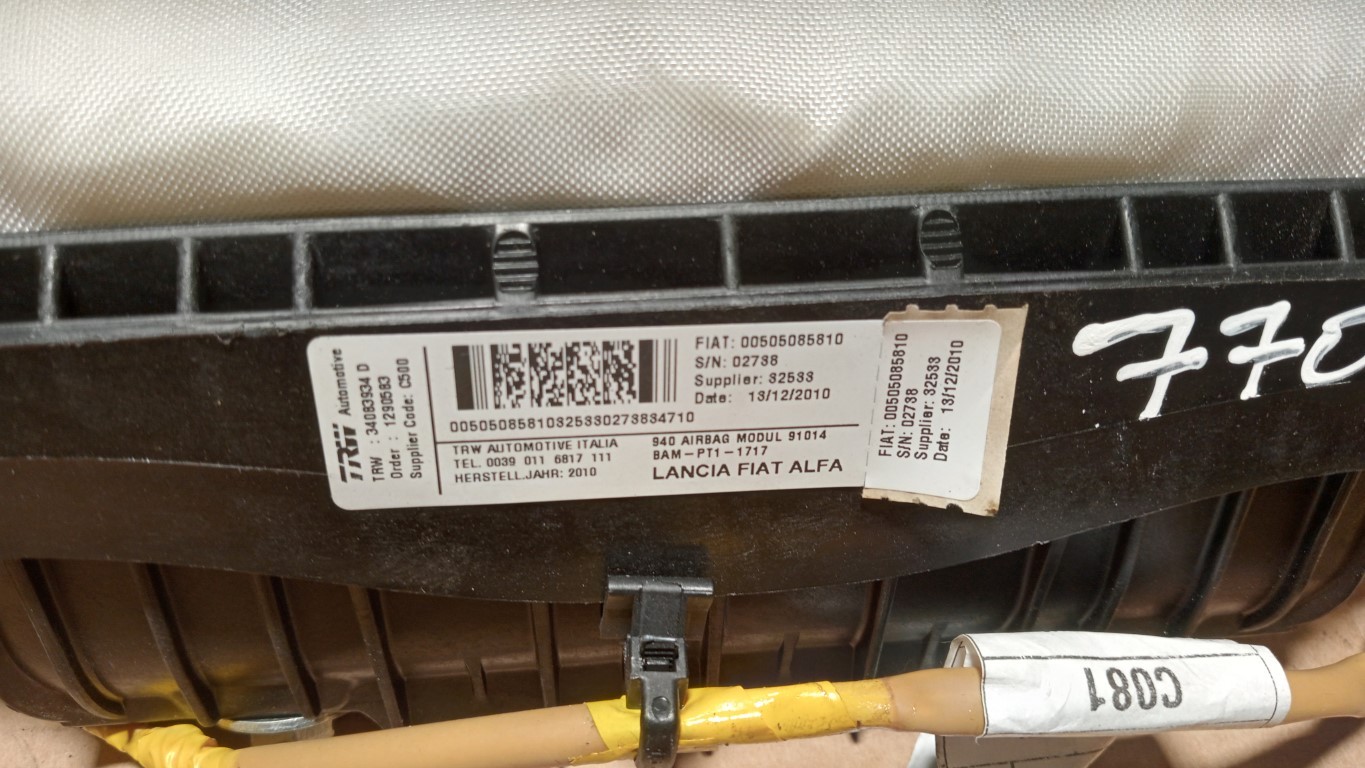 TRW Automotive
TRW : 34083934 D
Order : 1290583
Supplier Code: C500
FIAT: 00505085810
S/N: 02738
Supplier: 32533
Date: 13/12/2010
00505085810325330273834710
TRW AUTOMOTIVE ITALIA
TEL. 0039 011 6817 111
HERSTELL.JAHR: 2010
940 AIRBAG MODUL 91014
BAM-PT1-1717
LANCIA FIAT ALFA
FIAT: 00505085810
S/N: 02738
Supplier: 32533
Date: 13/12/2010
770
C081